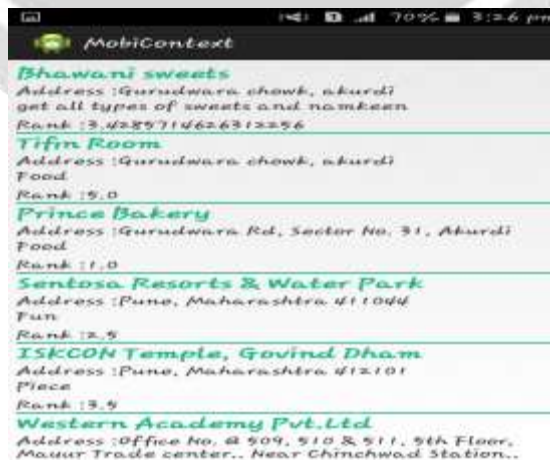 70% 3:26 pm
MobiContext
Bhawani sweets
Address :Gurudwara chowk, akurdi
get all types of sweets and namkeen
Rank :3.4285714626312256
Tifin Room
Address :Gurudwara chowk, akurdi
Food
Rank :5.0
Prince Bakery
Address :Gurudwara Rd, Sector No. 31, Akurdi
Food
Rank :1.0
Sentosa Resorts & Water Park
Address :Pune, Maharashtra 411044
Fun
Rank :2.5
ISKCON Temple, Govind Dham
Address :Pune, Maharashtra 412101
Piece
Rank :3.5
Western Academy Pvt.Ltd
Address :Office No. @ 509, 510 & 511, 5th Floor,
Mayur Trade center.. Near Chinchwad Station..